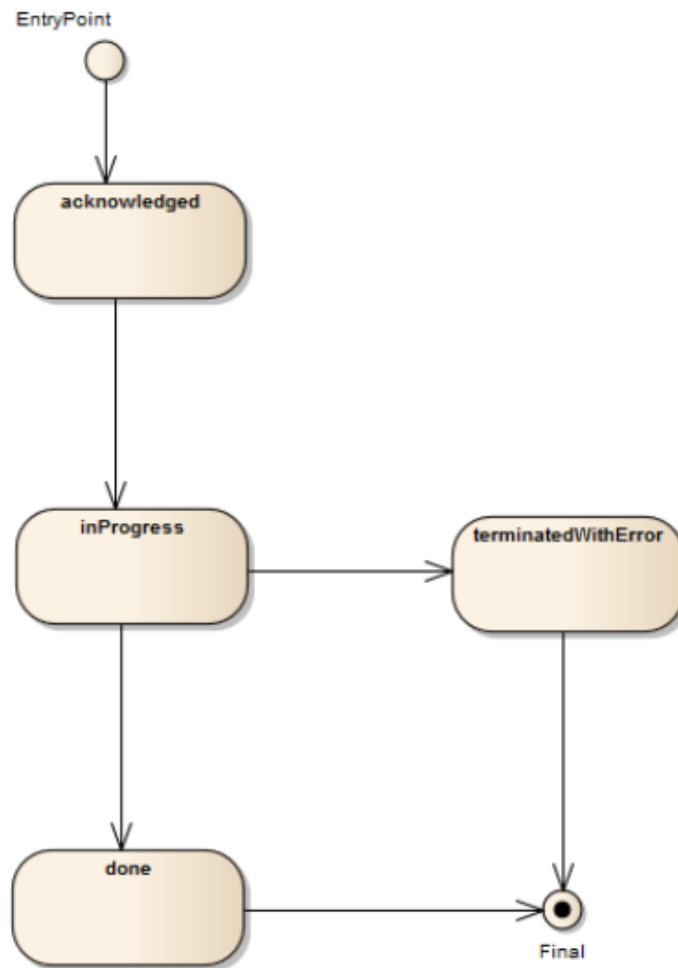 EntryPoint
acknowledged
inProgress
terminatedWithError
done
Final